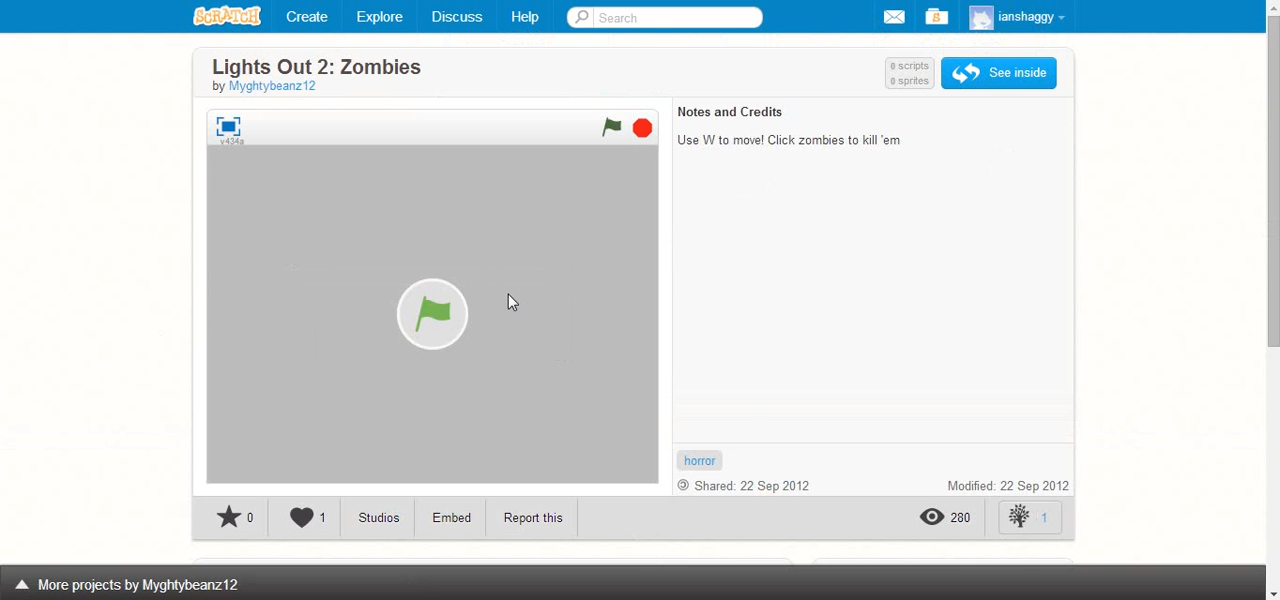 SCRATCH Create Explore Discuss Help Search ianshaggy
Lights Out 2: Zombies
by Myghtybeanz12
0 scripts
0 sprites
See inside
v434a
Notes and Credits
Use W to move! Click zombies to kill 'em
horror
Shared: 22 Sep 2012 Modified: 22 Sep 2012
0 1 Studios Embed Report this 280 1
More projects by Myghtybeanz12